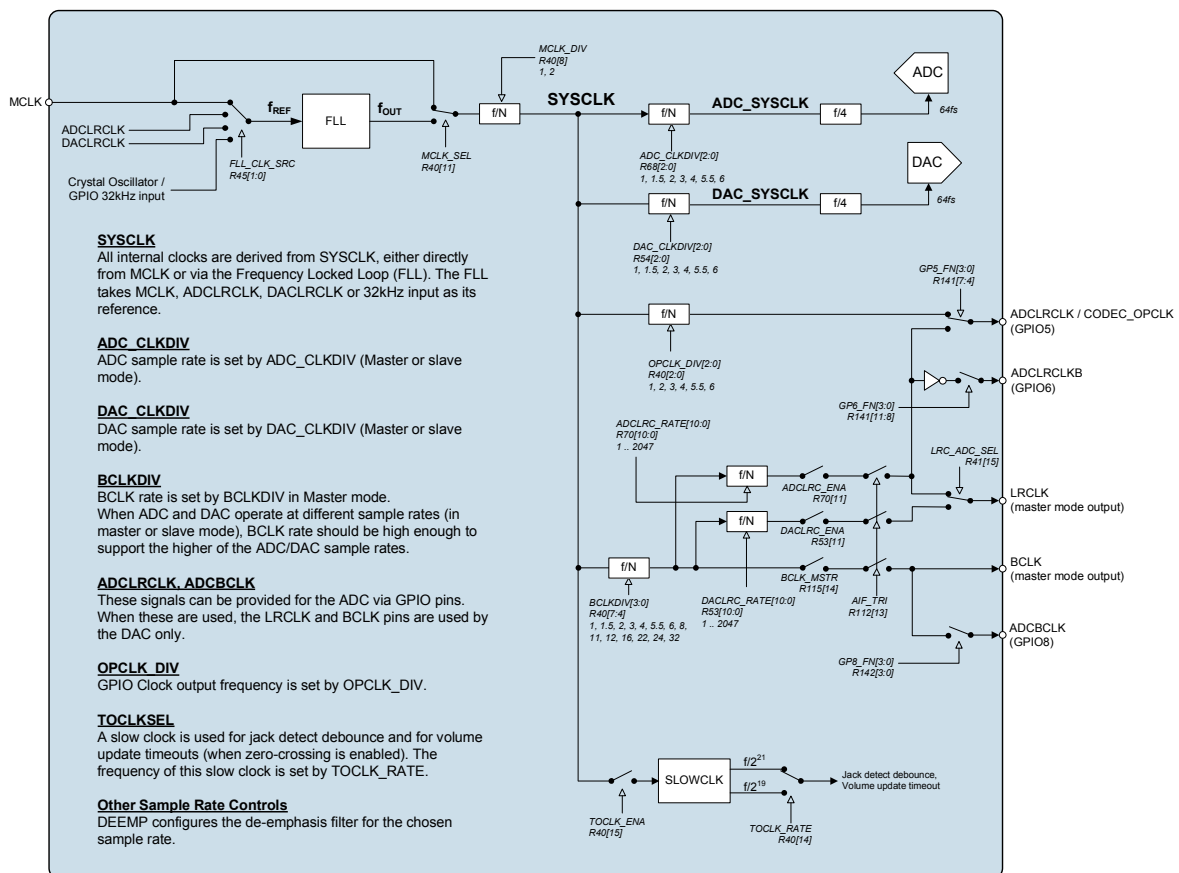 MCLK_DIV
R40[8]
1, 2
MCLK
ADCLRCLK
DACLRCLK
Crystal Oscillator /
GPIO 32kHz input
fREF
FLL
fOUT
FLL_CLK_SRC
R45[1:0]
MCLK_SEL
R40[11]
f/N
SYSCLK
f/N
ADC_SYSCLK
f/4
ADC
64fs
ADC_CLKDIV[2:0]
R68[2:0]
1, 1.5, 2, 3, 4, 5.5, 6
f/N
DAC_SYSCLK
f/4
DAC
64fs
DAC_CLKDIV[2:0]
R54[2:0]
1, 1.5, 2, 3, 4, 5.5, 6
SYSCLK
All internal clocks are derived from SYSCLK, either directly
from MCLK or via the Frequency Locked Loop (FLL). The FLL
takes MCLK, ADCLRCLK, DACLRCLK or 32kHz input as its
reference.
ADC_CLKDIV
ADC sample rate is set by ADC_CLKDIV (Master or slave
mode).
DAC_CLKDIV
DAC sample rate is set by DAC_CLKDIV (Master or slave
mode).
BCLKDIV
BCLK rate is set by BCLKDIV in Master mode.
When ADC and DAC operate at different sample rates (in
master or slave mode), BCLK rate should be high enough to
support the higher of the ADC/DAC sample rates.
ADCLRCLK, ADCBCLK
These signals can be provided for the ADC via GPIO pins.
When these are used, the LRCLK and BCLK pins are used by
the DAC only.
OPCLK_DIV
GPIO Clock output frequency is set by OPCLK_DIV.
TOCLKSEL
A slow clock is used for jack detect debounce and for volume
update timeouts (when zero-crossing is enabled). The
frequency of this slow clock is set by TOCLK_RATE.
Other Sample Rate Controls
DEEMP configures the de-emphasis filter for the chosen
sample rate.
f/N
OPCLK_DIV[2:0]
R40[2:0]
1, 2, 3, 4, 5.5, 6
GP5_FN[3:0]
R141[7:4]
ADCLRCLK / CODEC_OPCLK
(GPIO5)
ADCLRCLKB
(GPIO6)
GP6_FN[3:0]
R141[11:8]
ADCLRC_RATE[10:0]
R70[10:0]
1 .. 2047
f/N
ADCLRC_ENA
R70[11]
LRC_ADC_SEL
R41[15]
LRCLK
(master mode output)
f/N
DACLRC_ENA
R53[11]
f/N
BCLK_MSTR
R115[14]
BCLK
(master mode output)
BCLKDIV[3:0]
R40[7:4]
1, 1.5, 2, 3, 4, 5.5, 6, 8,
11, 12, 16, 22, 24, 32
DACLRC_RATE[10:0]
R53[10:0]
1 .. 2047
AIF_TRI
R112[13]
ADCBCLK
(GPIO8)
GP8_FN[3:0]
R142[3:0]
TOCLK_ENA
R40[15]
SLOWCLK
f/2²¹
f/2¹⁹
TOCLK_RATE
R40[14]
Jack detect debounce,
Volume update timeout